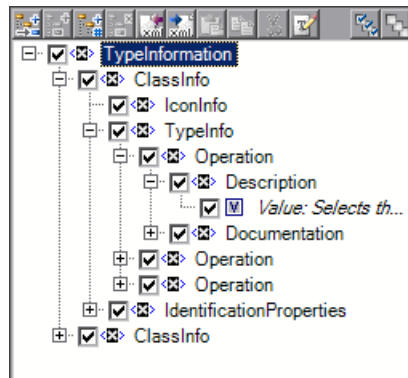 TypeInformation
ClassInfo
IconInfo
TypeInfo
Operation
Description
Value: Selects th...
Documentation
Operation
Operation
IdentificationProperties
ClassInfo